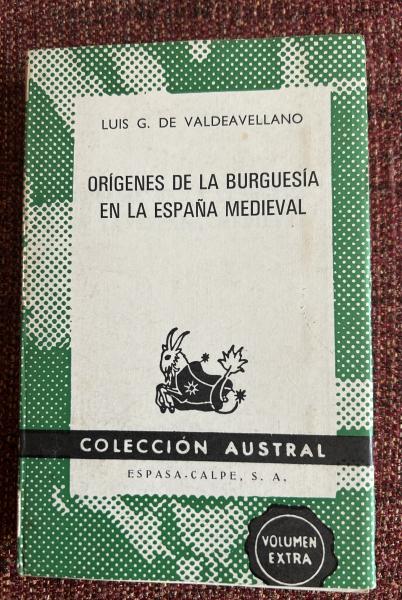 LUIS G. DE VALDEAVELLANO
ORÍGENES DE LA BURGUESÍA
EN LA ESPAÑA MEDIEVAL
COLECCIÓN AUSTRAL
ESPASA-CALPE, S. A.
VOLUMEN
EXTRA